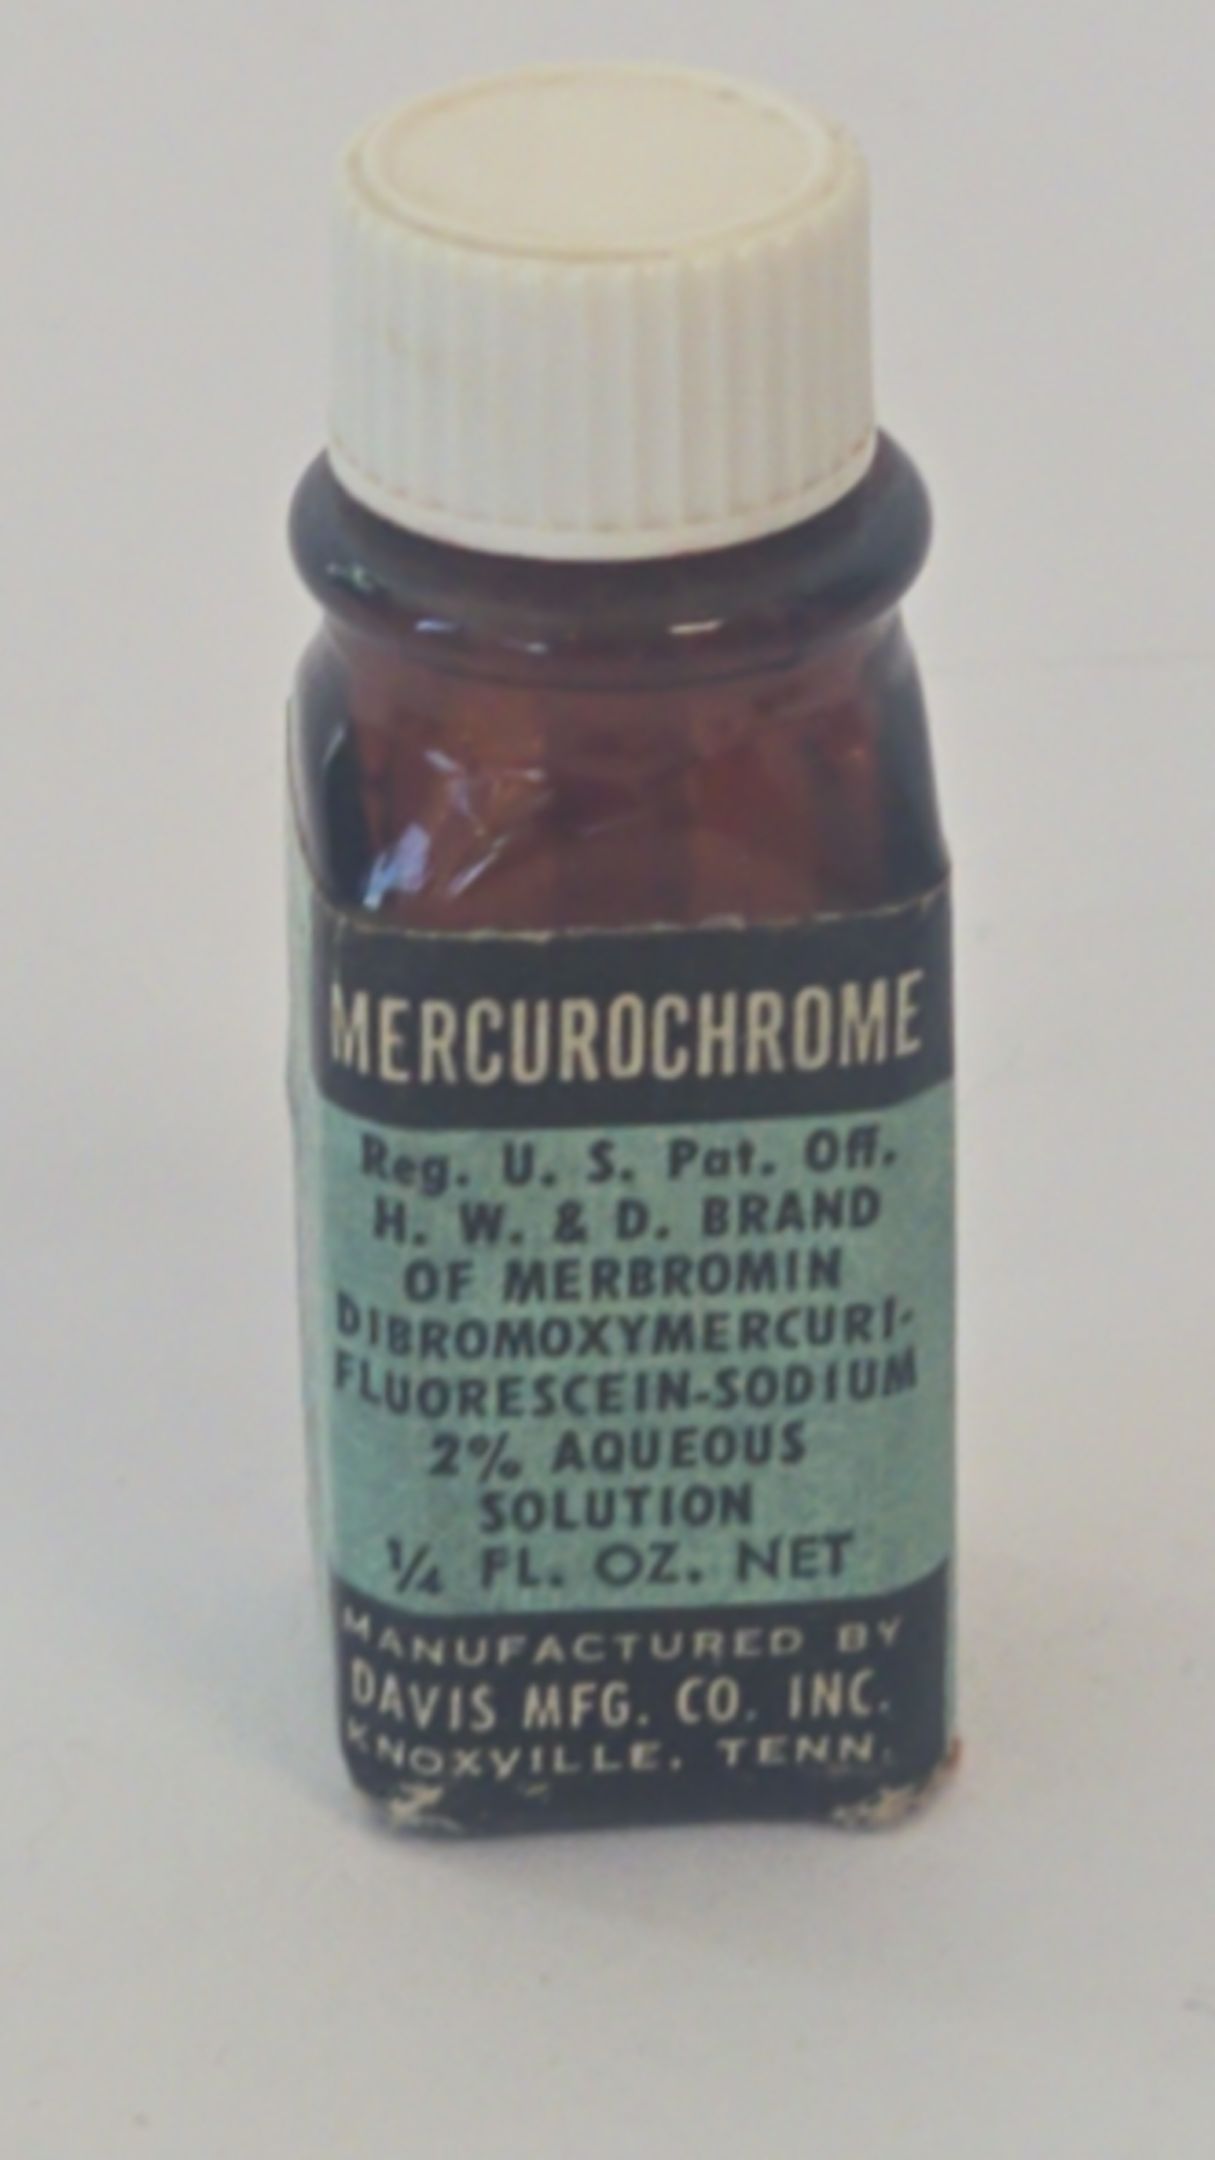 MERCUROCHROME
Reg. U. S. Pat. Off.
H. W. & D. BRAND
OF MERBROMIN
DIBROMOXYMERCURI-
FLUORESCEIN-SODIUM
2% AQUEOUS
SOLUTION
1/4 FL. OZ. NET
MANUFACTURED BY
DAVIS MFG. CO. INC.
KNOXVILLE, TENN.